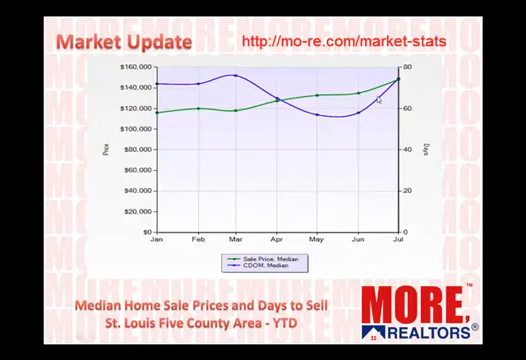 Market Update
http://mo-re.com/market-stats
$160,000
$140,000
$120,000
$100,000
$80,000
$60,000
$40,000
$20,000
$0
Price
80
60
40
20
0
Days
Jan Feb Mar Apr May Jun Jul
Sale Price, Median
CDOM, Median
Median Home Sale Prices and Days to Sell
St. Louis Five County Area - YTD
MORE,™
REALTORS®